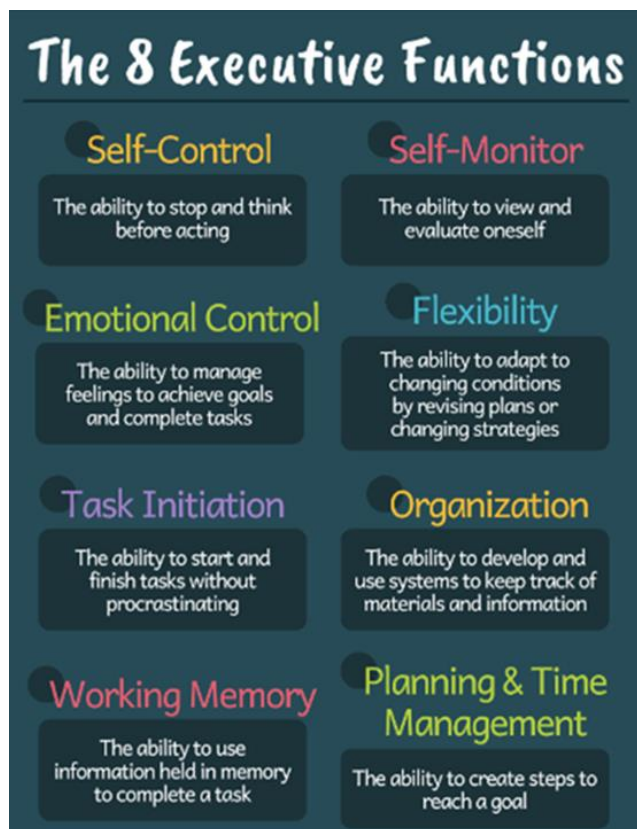 The 8 Executive Functions
Self-Control
The ability to stop and think
before acting
Self-Monitor
The ability to view and
evaluate oneself
Emotional Control
The ability to manage
feelings to achieve goals
and complete tasks
Flexibility
The ability to adapt to
changing conditions
by revising plans or
changing strategies
Task Initiation
The ability to start and
finish tasks without
procrastinating
Organization
The ability to develop and
use systems to keep track of
materials and information
Working Memory
The ability to use
information held in memory
to complete a task
Planning & Time
Management
The ability to create steps to
reach a goal